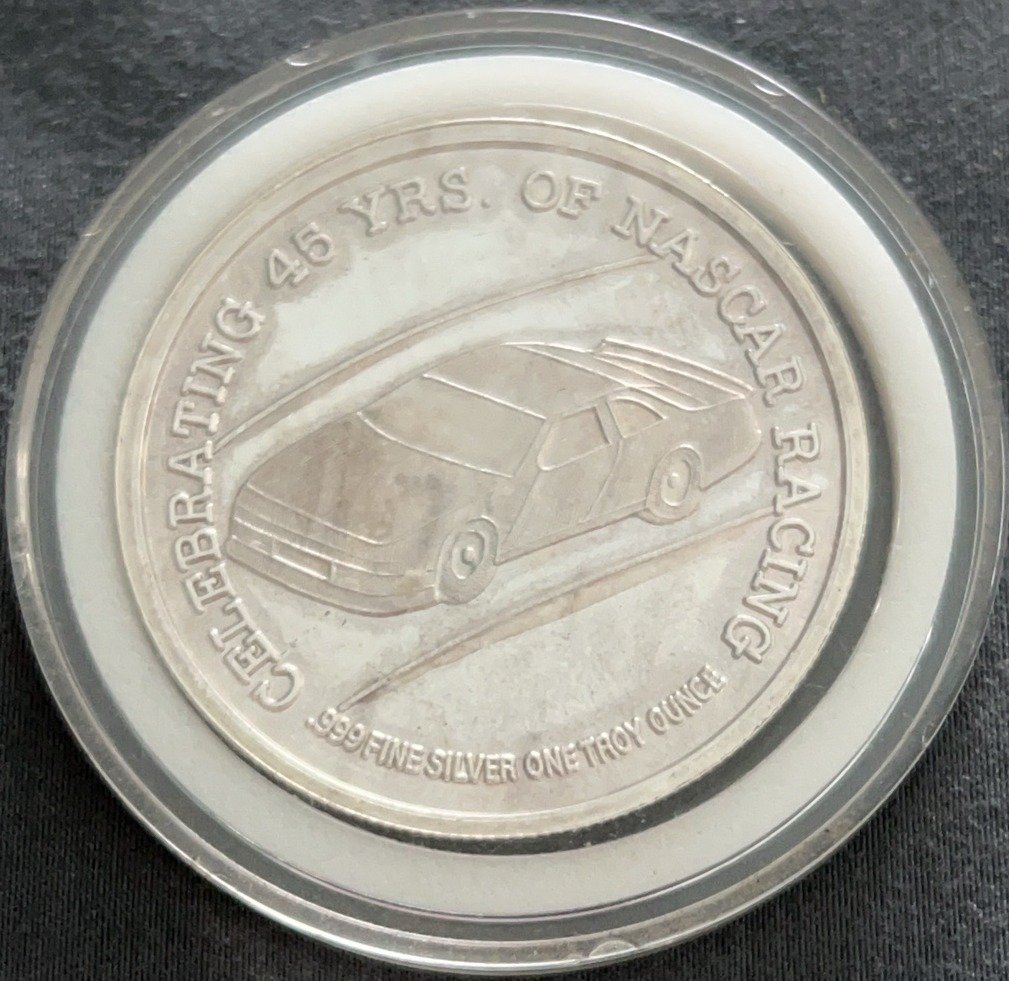 CELEBRATING 45 YRS. OF NASCAR RACING
.999 FINE SILVER ONE TROY OUNCE